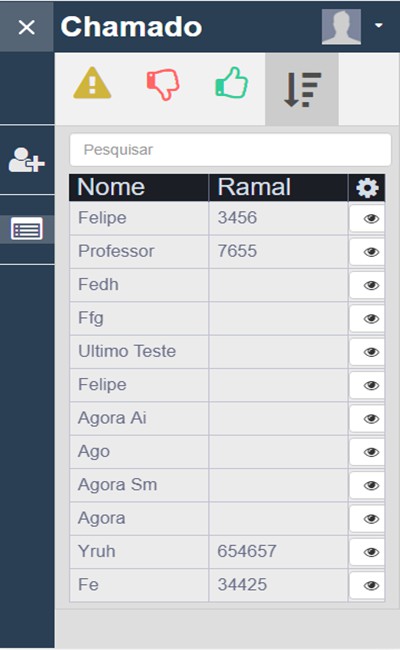 Chamado
Pesquisar
Nome Ramal
Felipe 3456
Professor 7655
Fedh
Ffg
Ultimo Teste
Felipe
Agora Ai
Ago
Agora Sm
Agora
Yruh 654657
Fe 34425